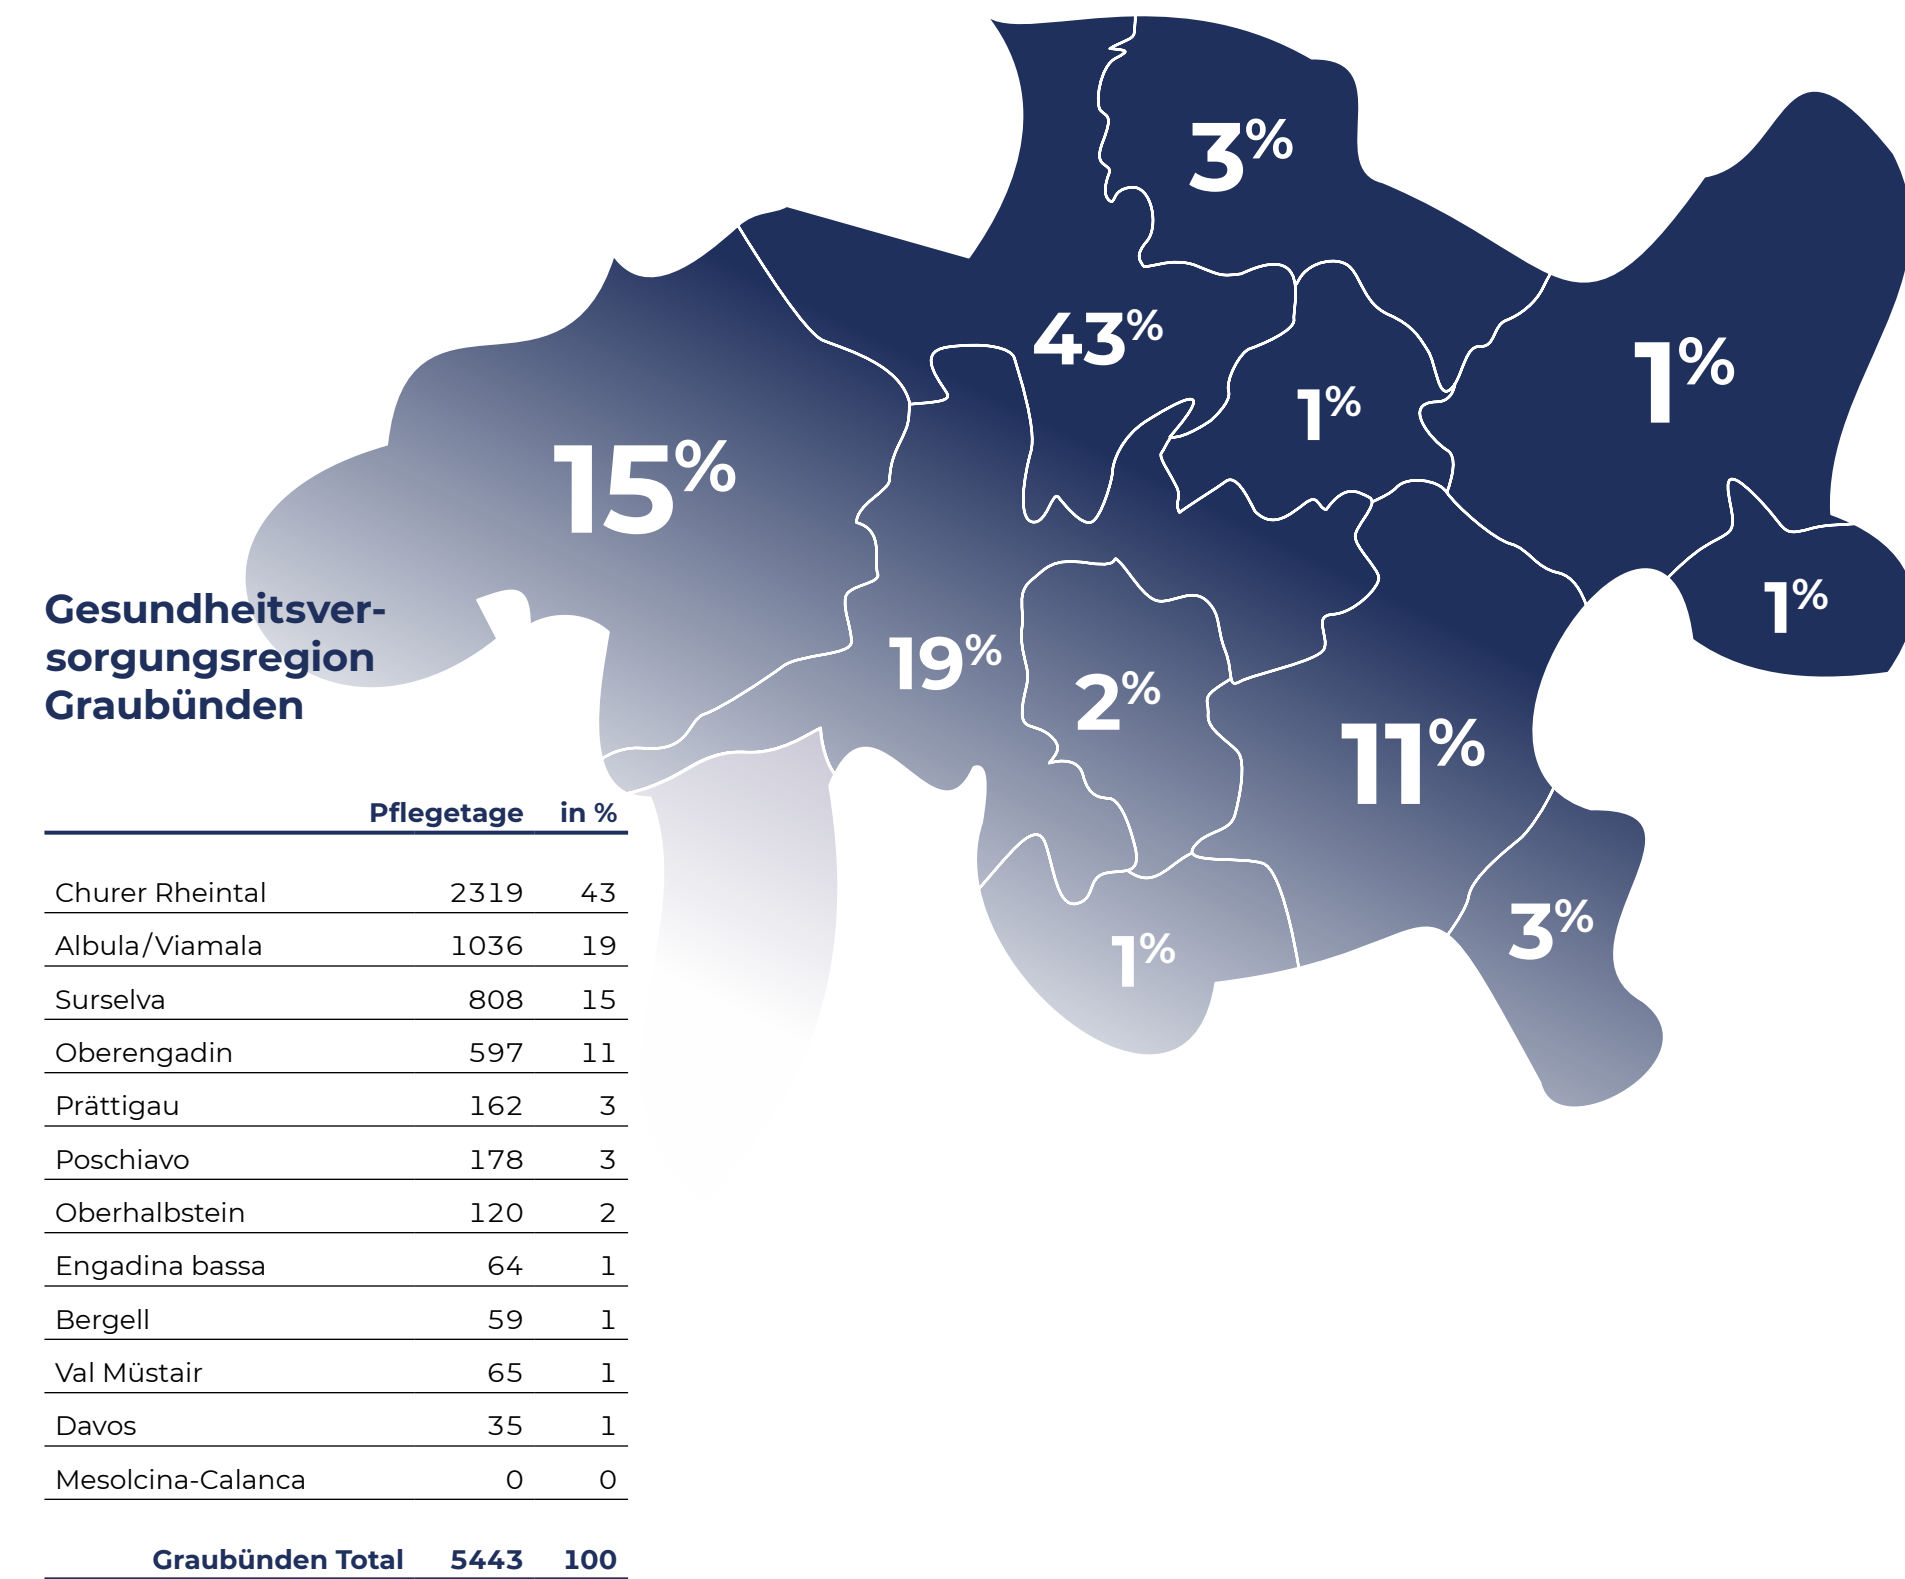 3%
43%
1%
1%
15%
1%
Gesundheitsver-
sorgungsregion
Graubünden
19%
2%
11%
3%
1%
Pflegetage in %
Churer Rheintal 2319 43
Albula/Viamala 1036 19
Surselva 808 15
Oberengadin 597 11
Prättigau 162 3
Poschiavo 178 3
Oberhalbstein 120 2
Engadina bassa 64 1
Bergell 59 1
Val Müstair 65 1
Davos 35 1
Mesolcina-Calanca 0 0
Graubünden Total 5443 100